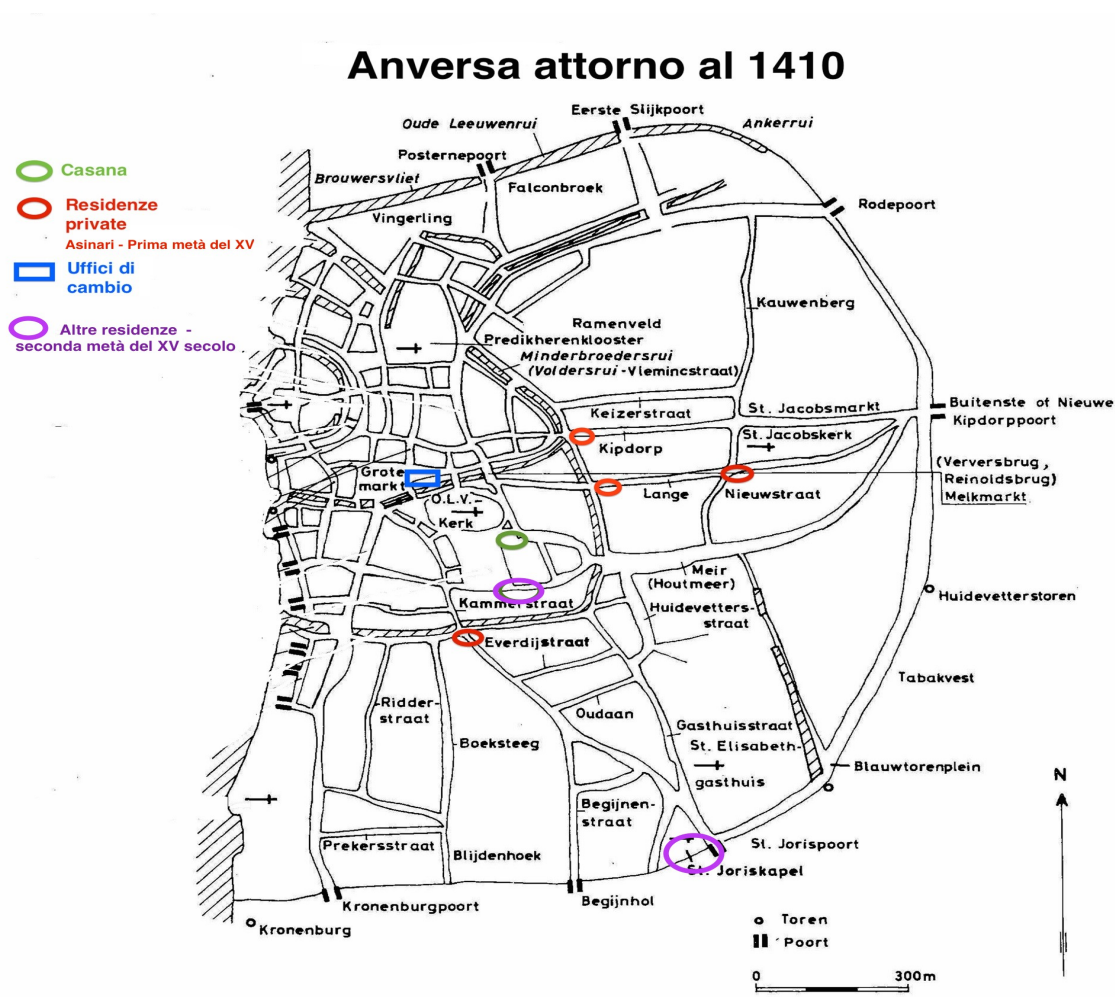 Anversa attorno al 1410
Casana
Residenze
private
Asinari - Prima metà del XV
Uffici di
cambio
Altre residenze -
seconda metà del XV secolo
Eerste Slijkpoort
Oude Leeuwenrui
Ankerrui
Posternepoort
Brouwersvliet
Falconbroek
Rodepoort
Vingerling
Kauwenberg
Ramenveld
Predikherenklooster
Minderbroedersrui
(Voldersrui-Vlemincstraat)
Keizerstraat
St. Jacobsmarkt
Buitenste of Nieuwe
Kipdorppoort
Kipdorp
St. Jacobskerk
Grote
markt
(Verversbrug,
Reinoldsbrug)
Melkmarkt
Lange
Nieuwstraat
O.L.V.-
Kerk
Meir
(Houtmeer)
Kammerstraat
Huidevetters-
straat
Huidevetterstoren
Everdijstraat
Tabakvest
Ridder-
straat
Oudaan
Gasthuisstraat
Boeksteeg
St. Elisabeth-
gasthuis
Blauwtorenplein
Begijnen-
straat
Prekersstraat
Blijdenhoek
St. Jorispoort
St. Joriskapel
Kronenburgpoort
Begijnhol
Kronenburg
N
Toren
Poort
0 300m